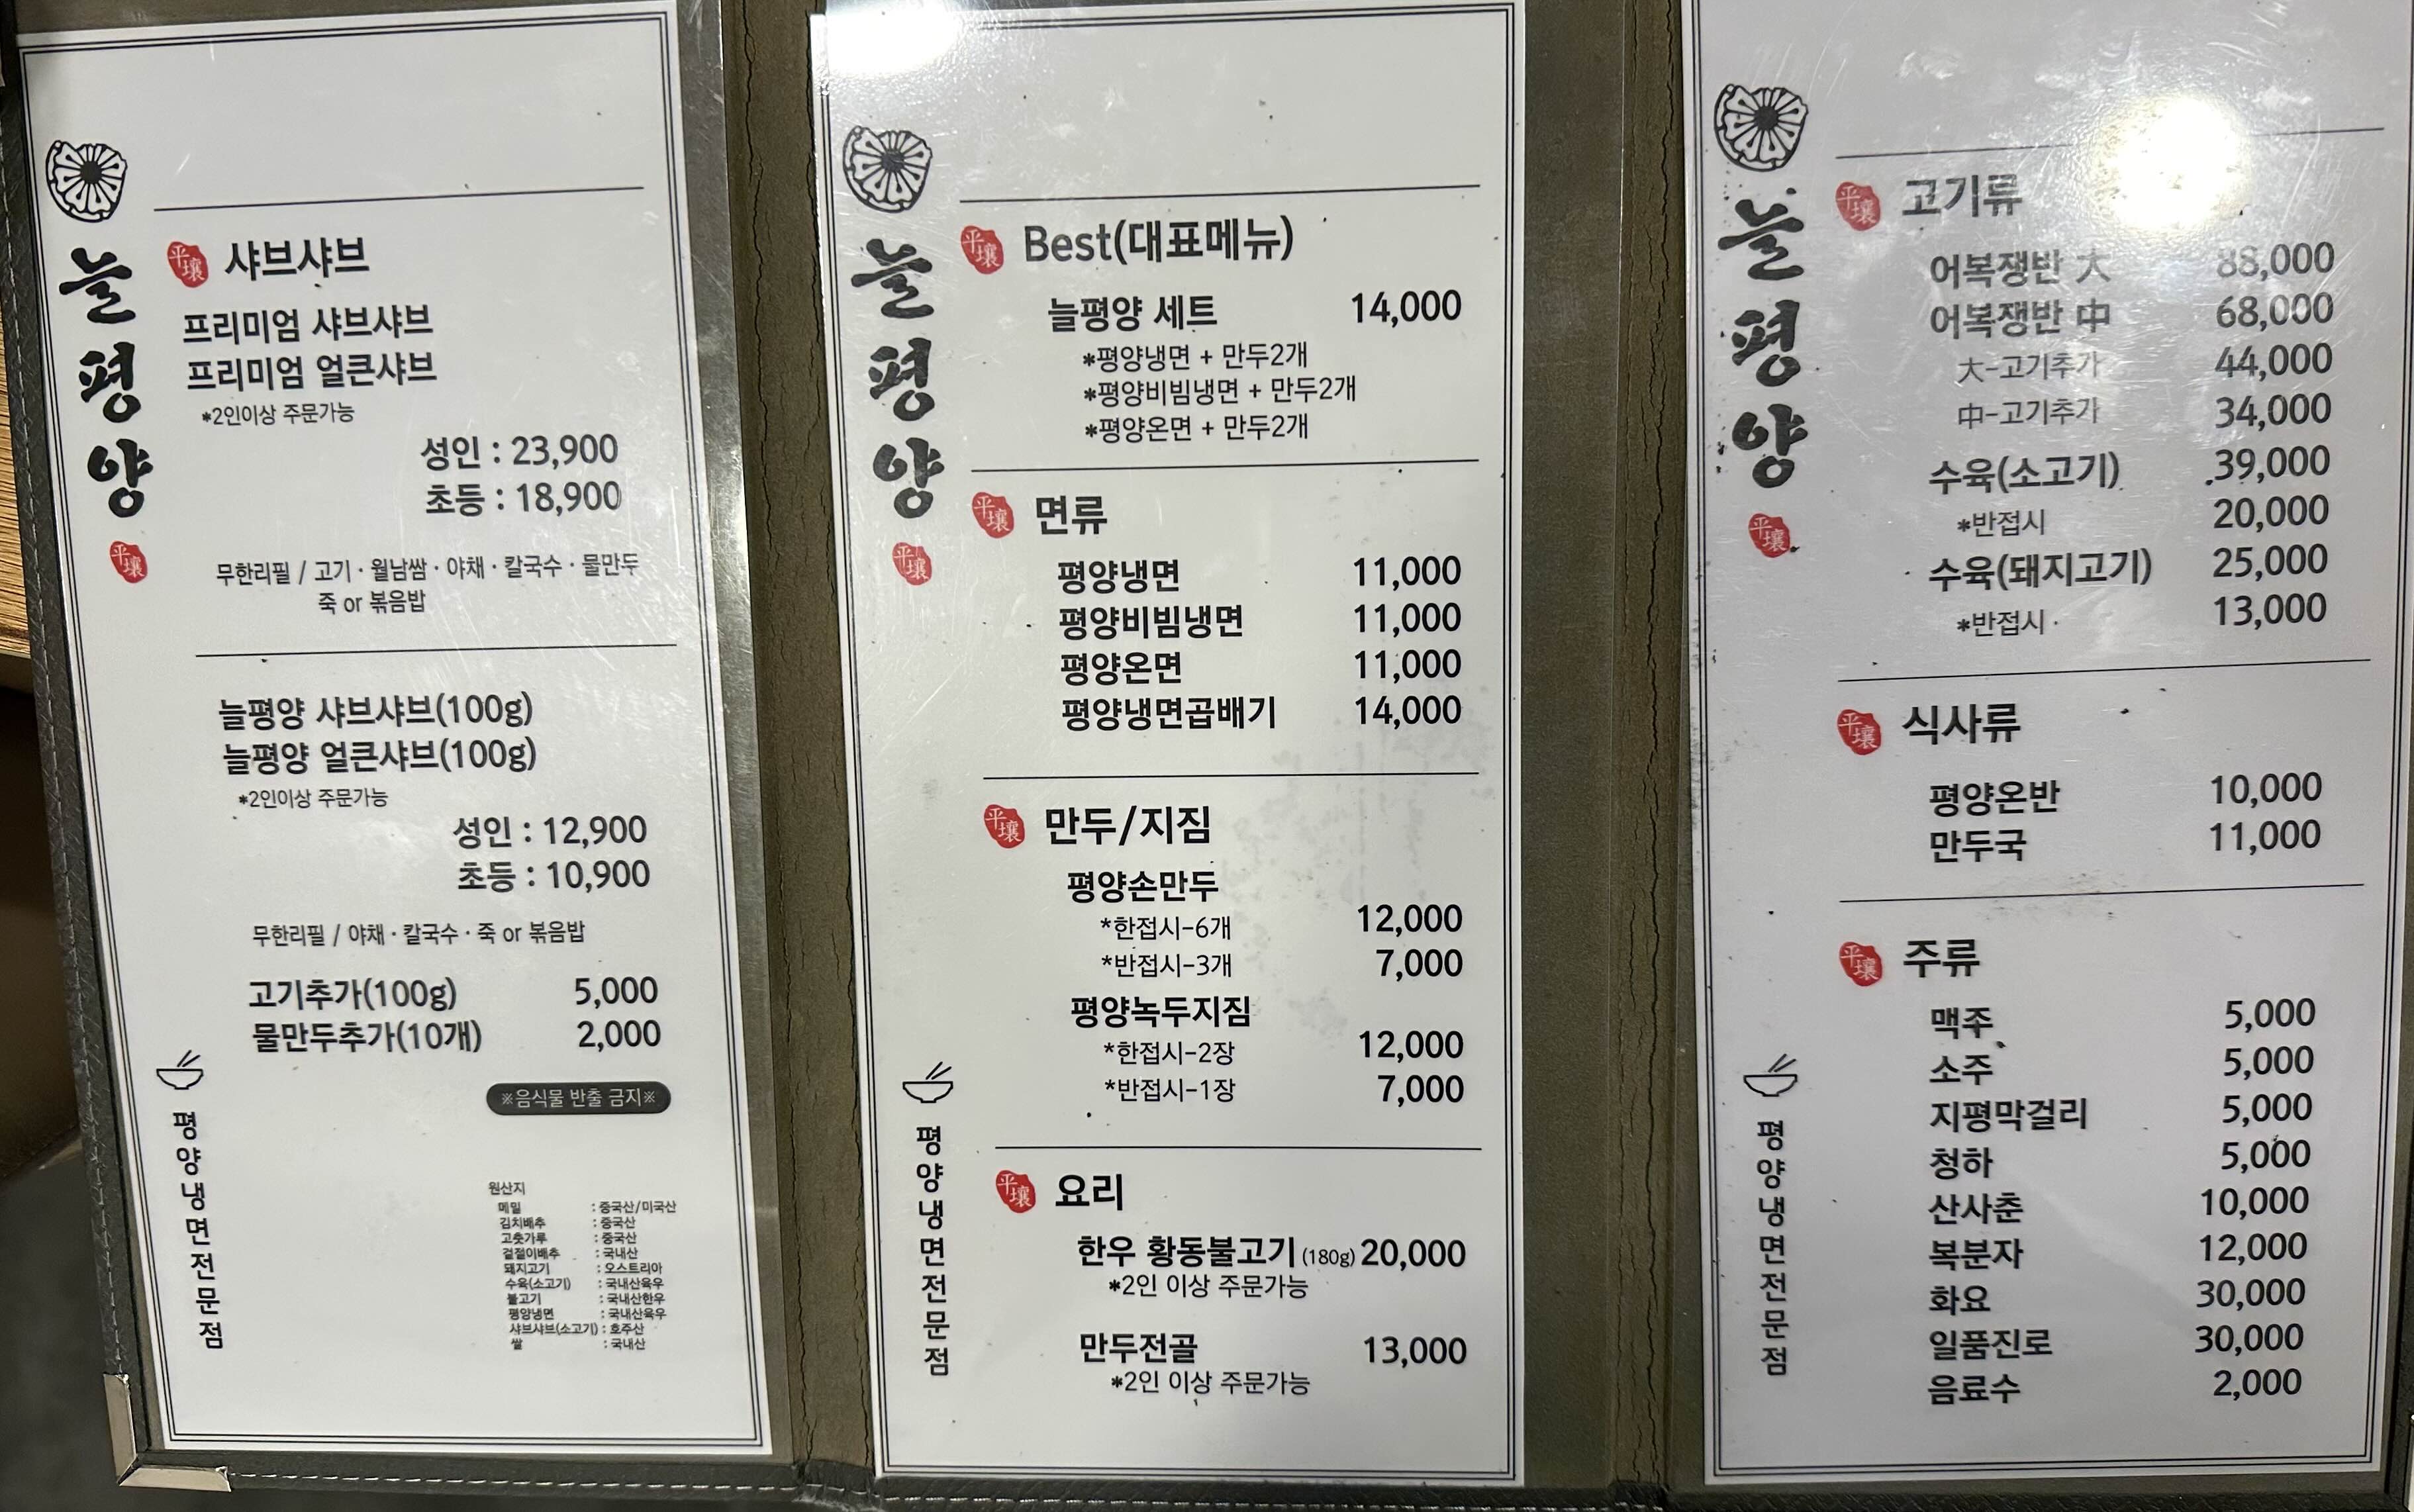 늘평양
平壤
샤브샤브
프리미엄 샤브샤브
프리미엄 얼큰샤브
*2인이상 주문가능
성인 : 23,900
초등 : 18,900
平壤
무한리필 / 고기 · 월남쌈 · 야채 · 칼국수 · 물만두
죽 or 볶음밥
늘평양 샤브샤브(100g)
늘평양 얼큰샤브(100g)
*2인이상 주문가능
성인 : 12,900
초등 : 10,900
무한리필 / 야채 · 칼국수 · 죽 or 볶음밥
고기추가(100g) 5,000
물만두추가(10개) 2,000
※음식물 반출 금지※
평양냉면전문점
원산지
메밀 : 중국산/미국산
김치배추 : 중국산
고춧가루 : 중국산
겉절이배추 : 국내산
돼지고기 : 오스트리아
수육(소고기) : 국내산육우
불고기 : 국내산한우
평양냉면 : 국내산육우
샤브샤브(소고기) : 호주산
쌀 : 국내산
늘평양
平壤
Best(대표메뉴)
늘평양 세트 14,000
*평양냉면 + 만두2개
*평양비빔냉면 + 만두2개
*평양온면 + 만두2개
平壤
면류
平壤
평양냉면 11,000
평양비빔냉면 11,000
평양온면 11,000
평양냉면곱배기 14,000
平壤
만두/지짐
평양손만두
*한접시-6개 12,000
*반접시-3개 7,000
평양녹두지짐
*한접시-2장 12,000
*반접시-1장 7,000
평양냉면전문점
平壤
요리
한우 황동불고기 (180g) 20,000
*2인 이상 주문가능
만두전골 13,000
*2인 이상 주문가능
늘평양
平壤
고기류
어복쟁반 大 88,000
어복쟁반 中 68,000
大-고기추가 44,000
中-고기추가 34,000
수육(소고기) 39,000
*반접시 20,000
平壤
수육(돼지고기) 25,000
*반접시 13,000
平壤
식사류
평양온반 10,000
만두국 11,000
平壤
주류
맥주 5,000
소주 5,000
지평막걸리 5,000
청하 5,000
산사춘 10,000
복분자 12,000
화요 30,000
일품진로 30,000
음료수 2,000
평양냉면전문점